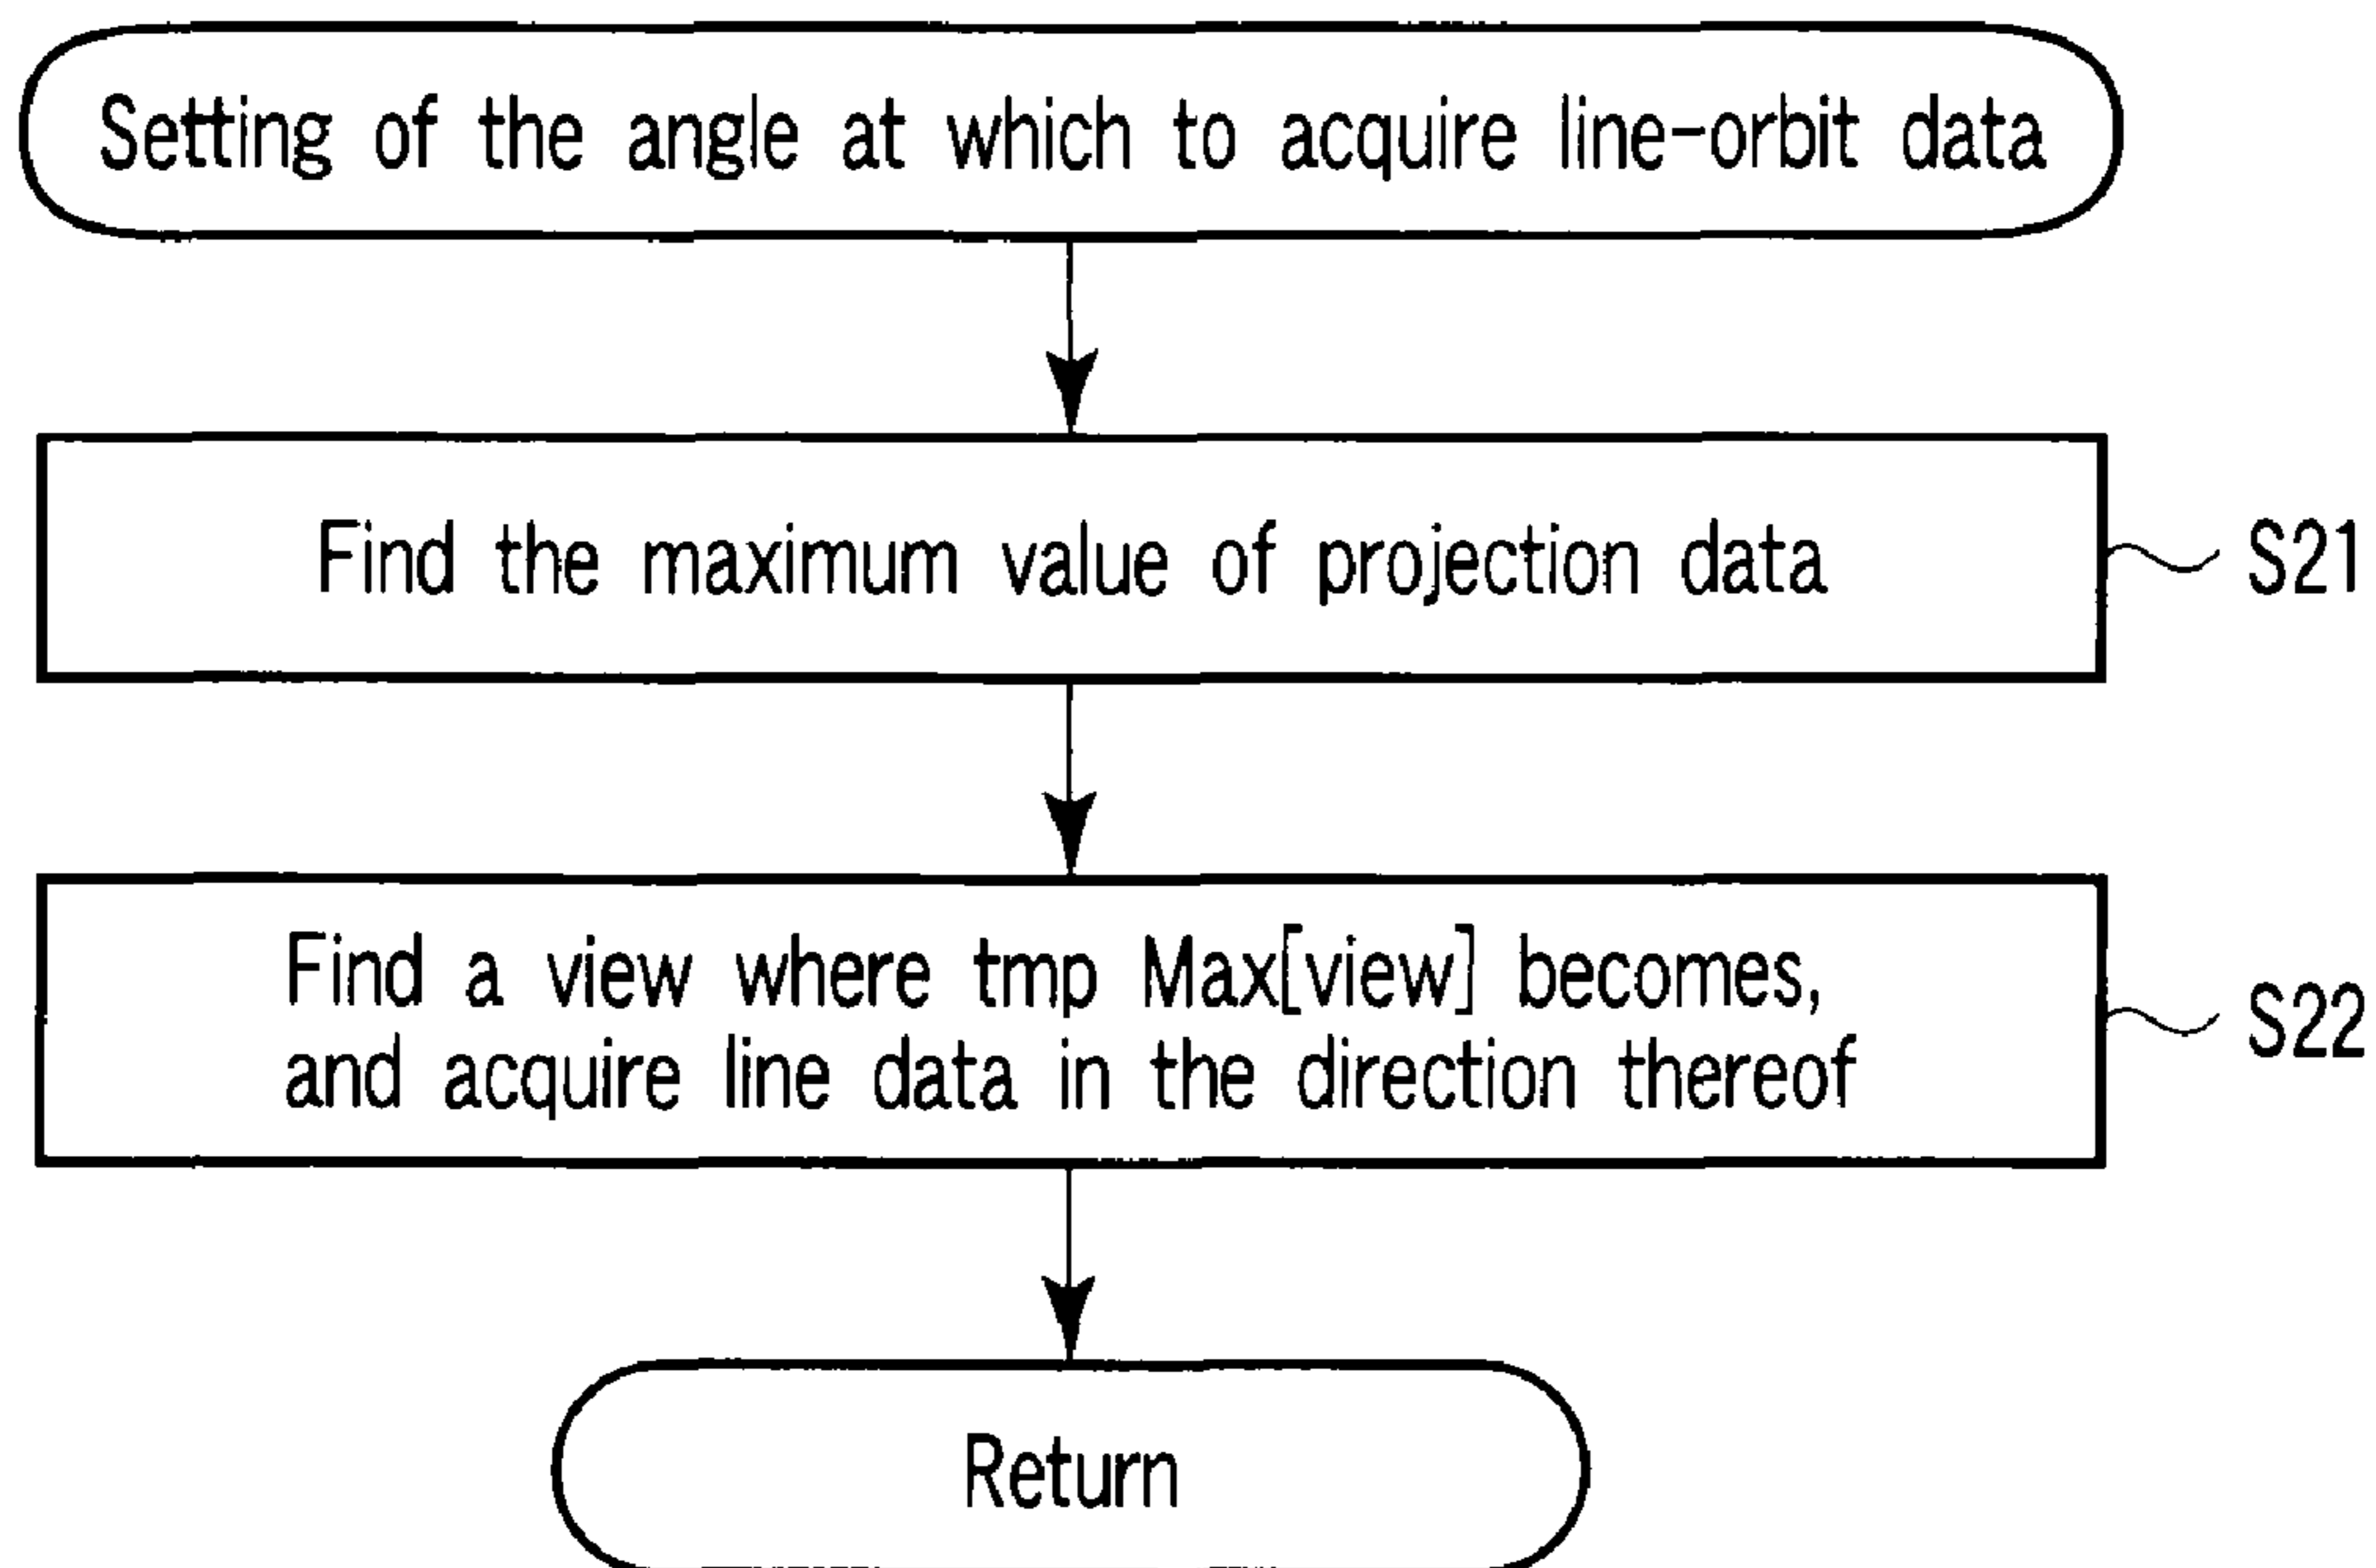 Setting of the angle at which to acquire line-orbit data
Find the maximum value of projection data
S21
Find a view where tmp Max[view] becomes,
and acquire line data in the direction thereof
S22
Return